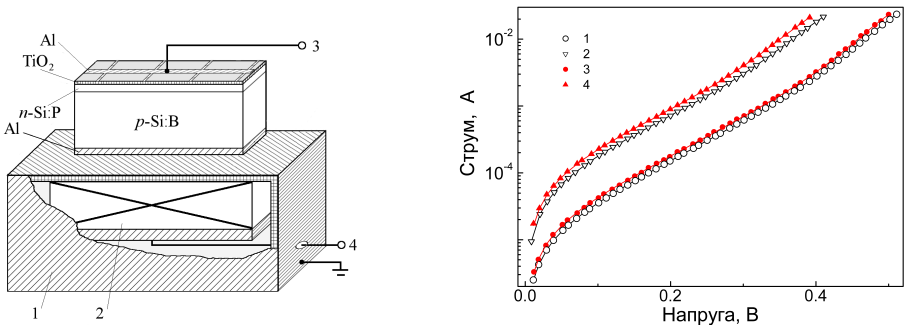 Al
TiO2
n-Si:P
Al
p-Si:B
3
4
1
2
Струм, А
10⁻²
10⁻⁴
1
2
3
4
0.0
0.2
0.4
Напруга, В